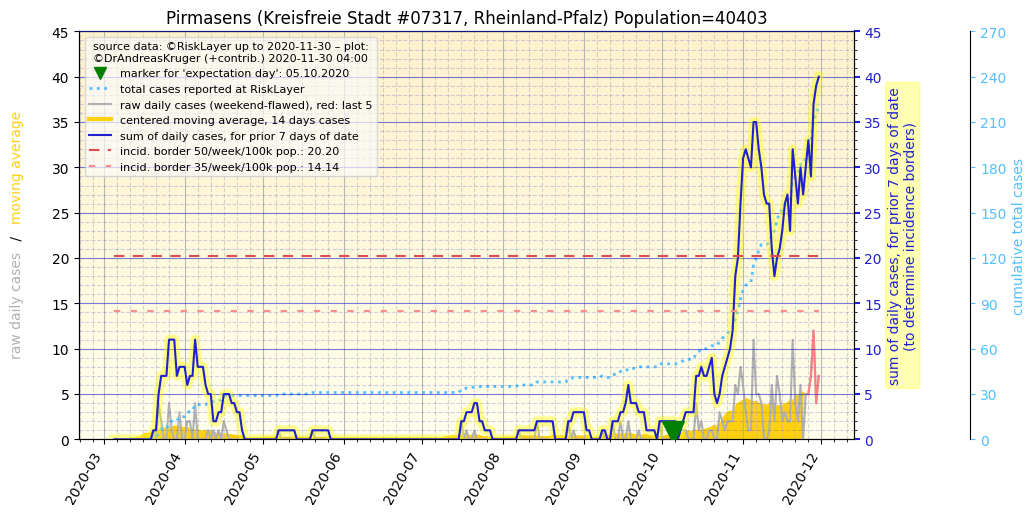 Pirmasens (Kreisfreie Stadt #07317, Rheinland-Pfalz) Population=40403
source data: ©RiskLayer up to 2020-11-30 – plot:
©DrAndreasKruger (+contrib.) 2020-11-30 04:00
marker for 'expectation day': 05.10.2020
total cases reported at RiskLayer
raw daily cases (weekend-flawed), red: last 5
centered moving average, 14 days cases
sum of daily cases, for prior 7 days of date
incid. border 50/week/100k pop.: 20.20
incid. border 35/week/100k pop.: 14.14
raw daily cases / moving average
45
40
35
30
25
20
15
10
5
0
2020-03
2020-04
2020-05
2020-06
2020-07
2020-08
2020-09
2020-10
2020-11
2020-12
45
40
35
30
25
20
15
10
5
0
sum of daily cases, for prior 7 days of date
(to determine incidence borders)
270
240
210
180
150
120
90
60
30
0
cumulative total cases